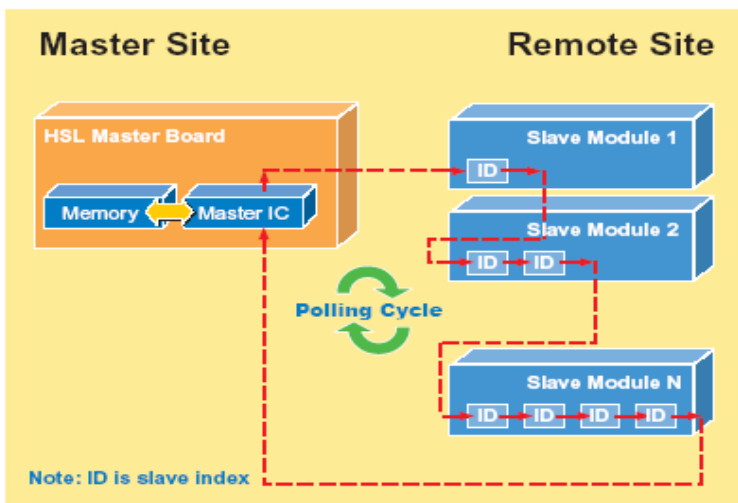 Master Site
Remote Site
HSL Master Board
Memory
Master IC
Slave Module 1
ID
Slave Module 2
ID ID
Polling Cycle
Slave Module N
ID ID ID ID
Note: ID is slave index